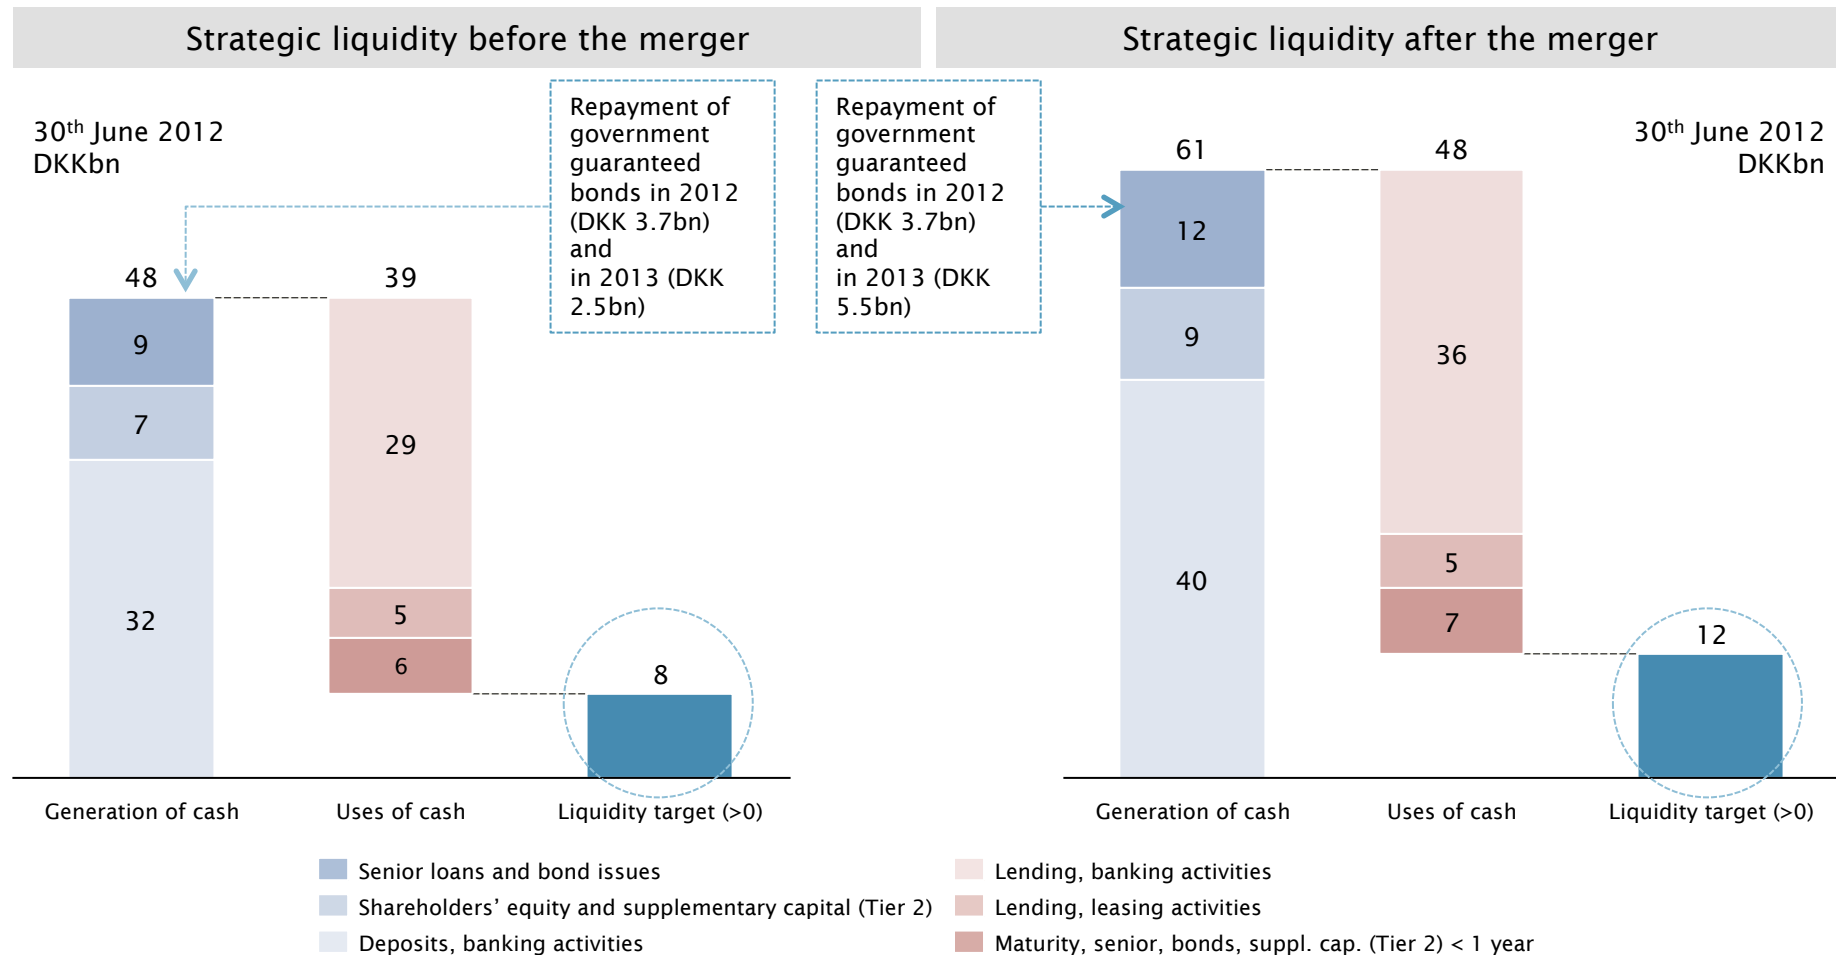 Strategic liquidity before the merger
Strategic liquidity after the merger
30th June 2012
DKKbn
Repayment of
government
guaranteed
bonds in 2012
(DKK 3.7bn)
and
in 2013 (DKK
2.5bn)
Repayment of
government
guaranteed
bonds in 2012
(DKK 3.7bn)
and
in 2013 (DKK
5.5bn)
30th June 2012
DKKbn
48
9
7
32
39
29
5
6
8
61
12
9
40
48
36
5
7
12
Generation of cash
Uses of cash
Liquidity target (>0)
Generation of cash
Uses of cash
Liquidity target (>0)
Senior loans and bond issues
Shareholders’ equity and supplementary capital (Tier 2)
Deposits, banking activities
Lending, banking activities
Lending, leasing activities
Maturity, senior, bonds, suppl. cap. (Tier 2) < 1 year